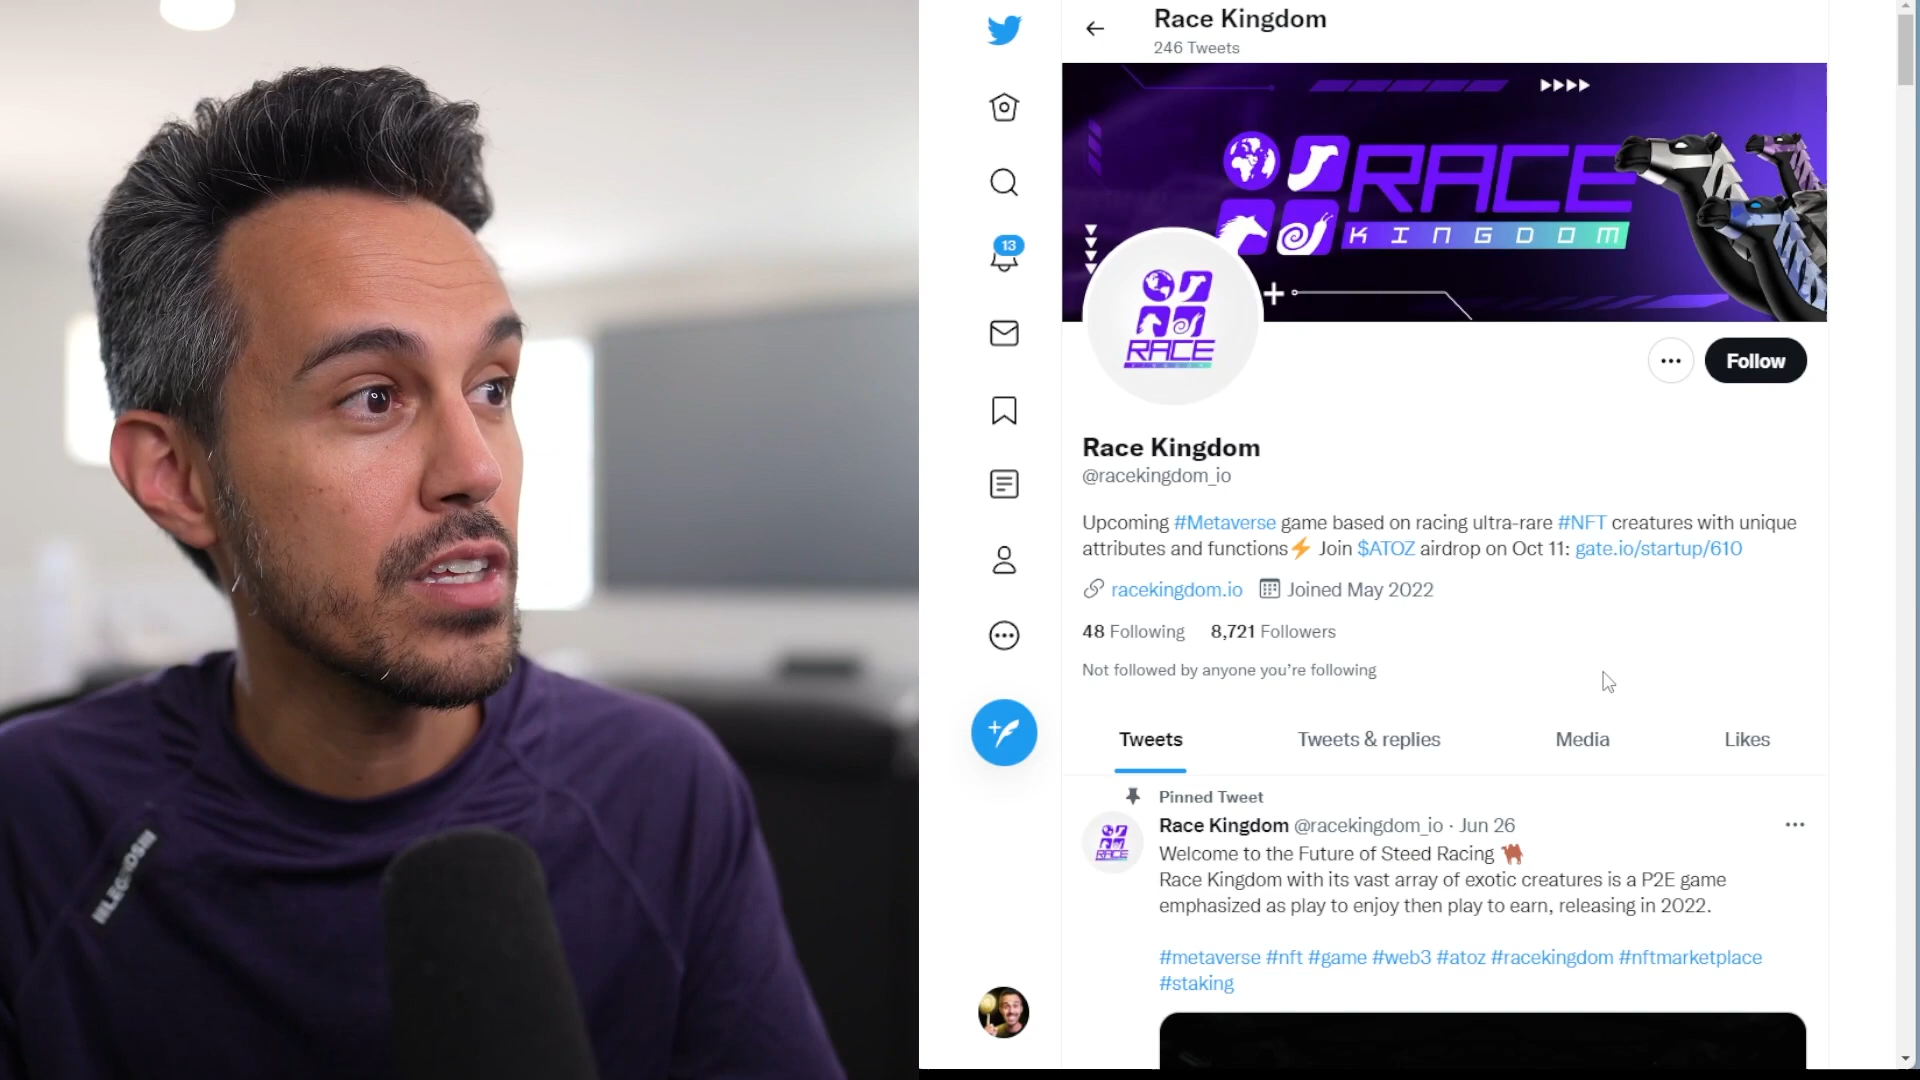 Race Kingdom
246 Tweets
RACE
KINGDOM
13
RACE
KINGDOM
Follow
Race Kingdom
@racekingdom_io
Upcoming #Metaverse game based on racing ultra-rare #NFT creatures with unique
attributes and functions⚡ Join $ATOZ airdrop on Oct 11: gate.io/startup/610
racekingdom.io Joined May 2022
48 Following 8,721 Followers
Not followed by anyone you're following
Tweets Tweets & replies Media Likes
Pinned Tweet
Race Kingdom @racekingdom_io · Jun 26
Welcome to the Future of Steed Racing 🐫
Race Kingdom with its vast array of exotic creatures is a P2E game
emphasized as play to enjoy then play to earn, releasing in 2022.
#metaverse #nft #game #web3 #atoz #racekingdom #nftmarketplace
#staking
RACE